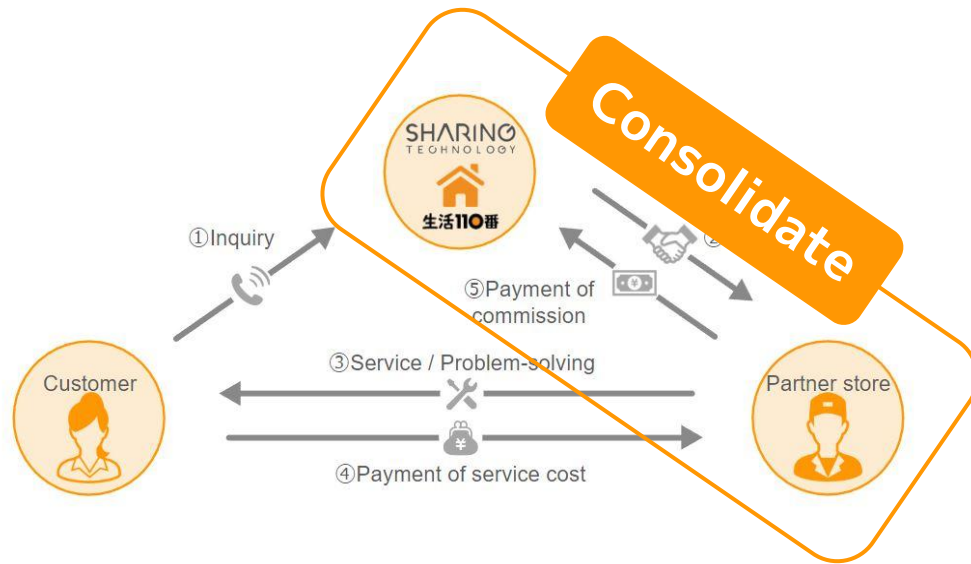 Consolidate
SHARING
TECHNOLOGY
生活110番
①Inquiry
②
⑤Payment of
commission
③Service / Problem-solving
Customer
Partner store
¥
¥
④Payment of service cost